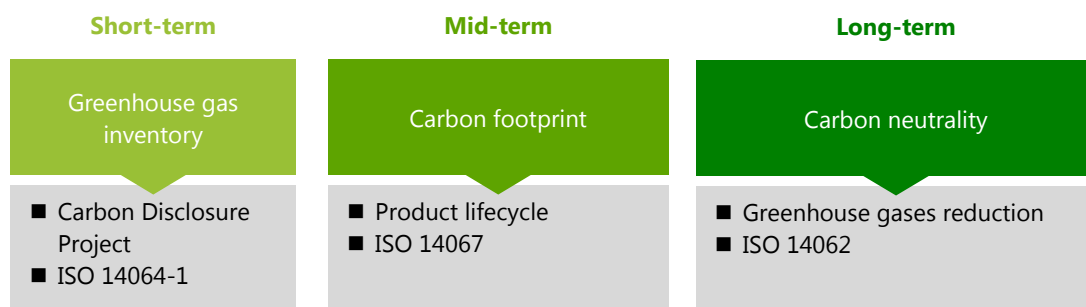 Short-term
Mid-term
Long-term
Greenhouse gas
inventory
Carbon footprint
Carbon neutrality
■ Carbon Disclosure
Project
■ ISO 14064-1
■ Product lifecycle
■ ISO 14067
■ Greenhouse gases reduction
■ ISO 14062